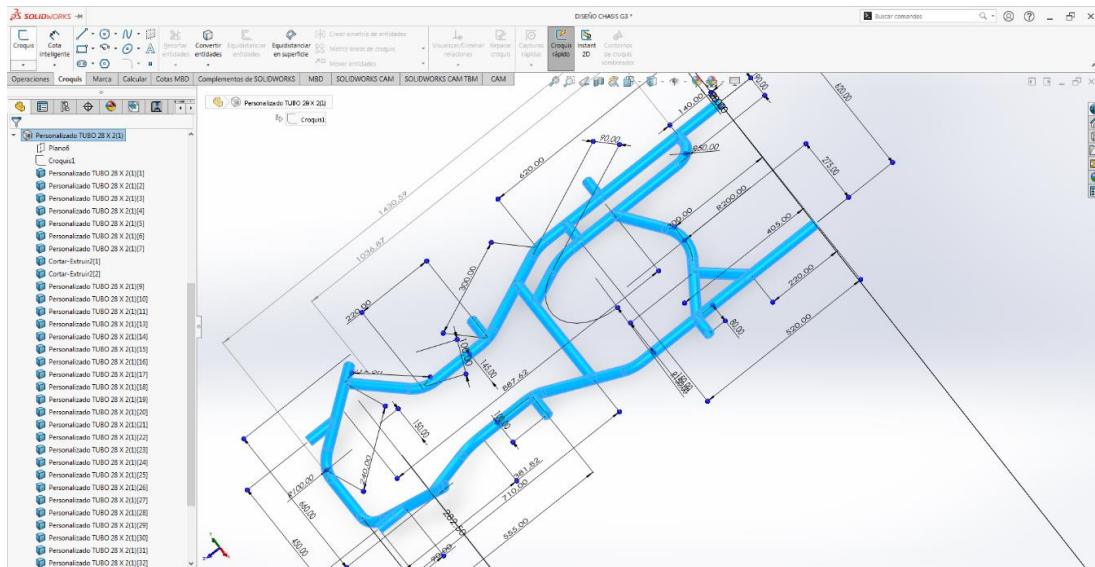 SOLIDWORKS
DISEÑO CHASIS G3 *
Buscar comandos
Croquis
Cota inteligente
Recortar entidades
Convertir entidades
Equidistanciar entidades
Equidistanciar en superficie
Crear simetría de entidades
Matriz lineal de croquis
Mover entidades
Visualizar/Eliminar relaciones
Reparar croquis
Capturas rápidas
Croquis rápido
Instant 2D
Contornos de croquis sombreados
Operaciones
Croquis
Marca
Calcular
Cotas MBD
Complementos de SOLIDWORKS
MBD
SOLIDWORKS CAM
SOLIDWORKS CAM TBM
CAM
Personalizado TUBO 28 X 2(1)
Plano6
Croquis1
Personalizado TUBO 28 X 2(1)[1]
Personalizado TUBO 28 X 2(1)[2]
Personalizado TUBO 28 X 2(1)[3]
Personalizado TUBO 28 X 2(1)[4]
Personalizado TUBO 28 X 2(1)[5]
Personalizado TUBO 28 X 2(1)[6]
Personalizado TUBO 28 X 2(1)[7]
Cortar-Extruir2[1]
Cortar-Extruir2[2]
Personalizado TUBO 28 X 2(1)[9]
Personalizado TUBO 28 X 2(1)[10]
Personalizado TUBO 28 X 2(1)[11]
Personalizado TUBO 28 X 2(1)[13]
Personalizado TUBO 28 X 2(1)[14]
Personalizado TUBO 28 X 2(1)[15]
Personalizado TUBO 28 X 2(1)[16]
Personalizado TUBO 28 X 2(1)[17]
Personalizado TUBO 28 X 2(1)[18]
Personalizado TUBO 28 X 2(1)[19]
Personalizado TUBO 28 X 2(1)[20]
Personalizado TUBO 28 X 2(1)[21]
Personalizado TUBO 28 X 2(1)[22]
Personalizado TUBO 28 X 2(1)[23]
Personalizado TUBO 28 X 2(1)[24]
Personalizado TUBO 28 X 2(1)[25]
Personalizado TUBO 28 X 2(1)[26]
Personalizado TUBO 28 X 2(1)[27]
Personalizado TUBO 28 X 2(1)[28]
Personalizado TUBO 28 X 2(1)[29]
Personalizado TUBO 28 X 2(1)[30]
Personalizado TUBO 28 X 2(1)[31]
Personalizado TUBO 28 X 2(1)[32]
Personalizado TUBO 28 X 2(1)
Croquis1
140,00
620,00
90,00
620,00
275,00
1430,59
R200,00
405,00
1036,87
300,00
220,00
220,00
520,00
80,00
145,00
887,62
150,00
240,00
R100,00
660,00
450,00
381,82
710,00
555,00
282,50